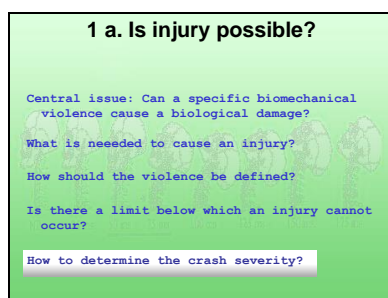 1 a. Is injury possible?
Central issue: Can a specific biomechanical
violence cause a biological damage?
What is neeeded to cause an injury?
How should the violence be defined?
Is there a limit below which an injury cannot
occur?
How to determine the crash severity?